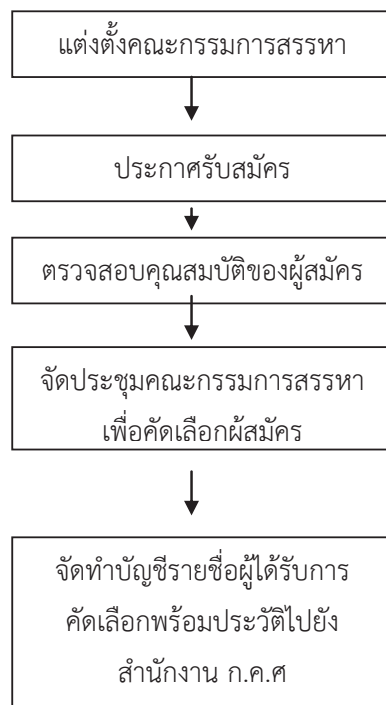 แต่งตั้งคณะกรรมการสรรหา
ประกาศรับสมัคร
ตรวจสอบคุณสมบัติของผู้สมัคร
จัดประชุมคณะกรรมการสรรหา
เพื่อคัดเลือกผ้สมัคร
จัดทำบัญชีรายชื่อผู้ได้รับการ
คัดเลือกพร้อมประวัติไปยัง
สำนักงาน ก.ค.ศ